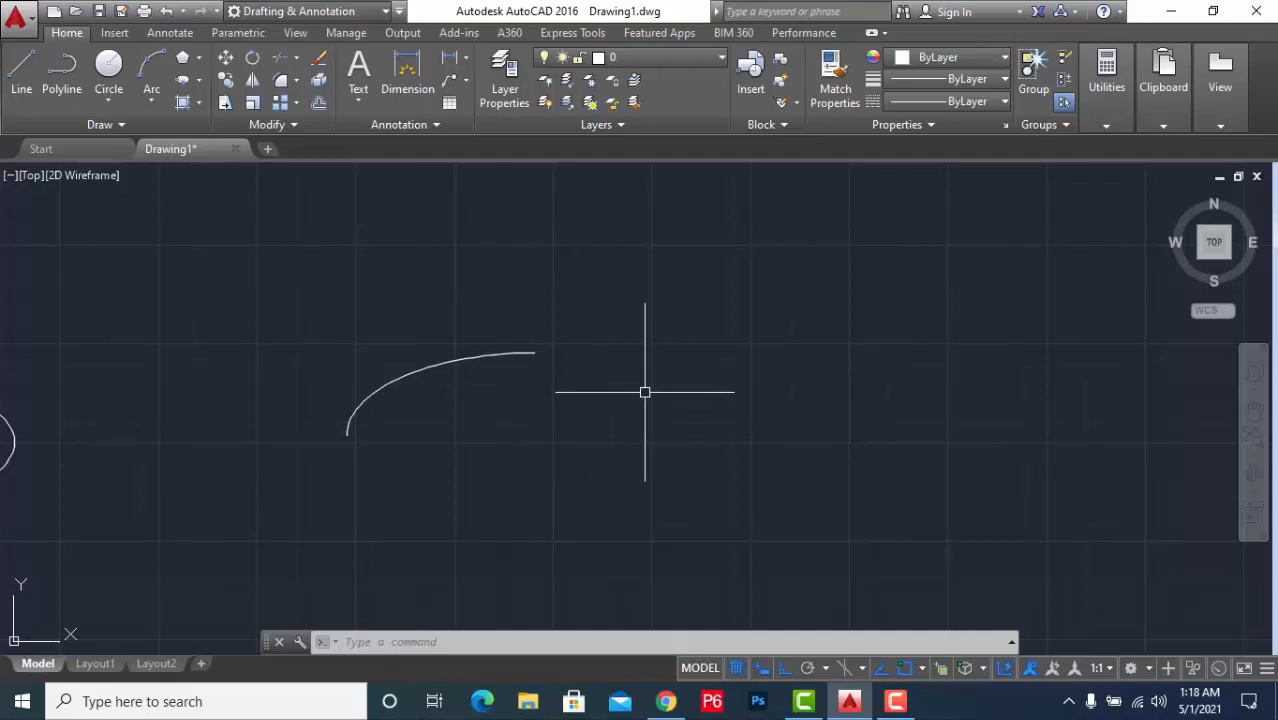 Drafting & Annotation
Autodesk AutoCAD 2016 Drawing1.dwg
Type a keyword or phrase
Sign In
Home Insert Annotate Parametric View Manage Output Add-ins A360 Express Tools Featured Apps BIM 360 Performance
0
ByLayer
ByLayer
ByLayer
Line Polyline Circle Arc
Text Dimension
Layer Properties
Insert
Match Properties
Group
Utilities Clipboard View
Draw Modify Annotation Layers Block Properties Groups
Start Drawing1*
[−][Top][2D Wireframe]
N
W TOP E
S
WCS
Y
X
Type a command
Model Layout1 Layout2
MODEL 1:1
Type here to search
P6
Ps
1:18 AM
5/1/2021